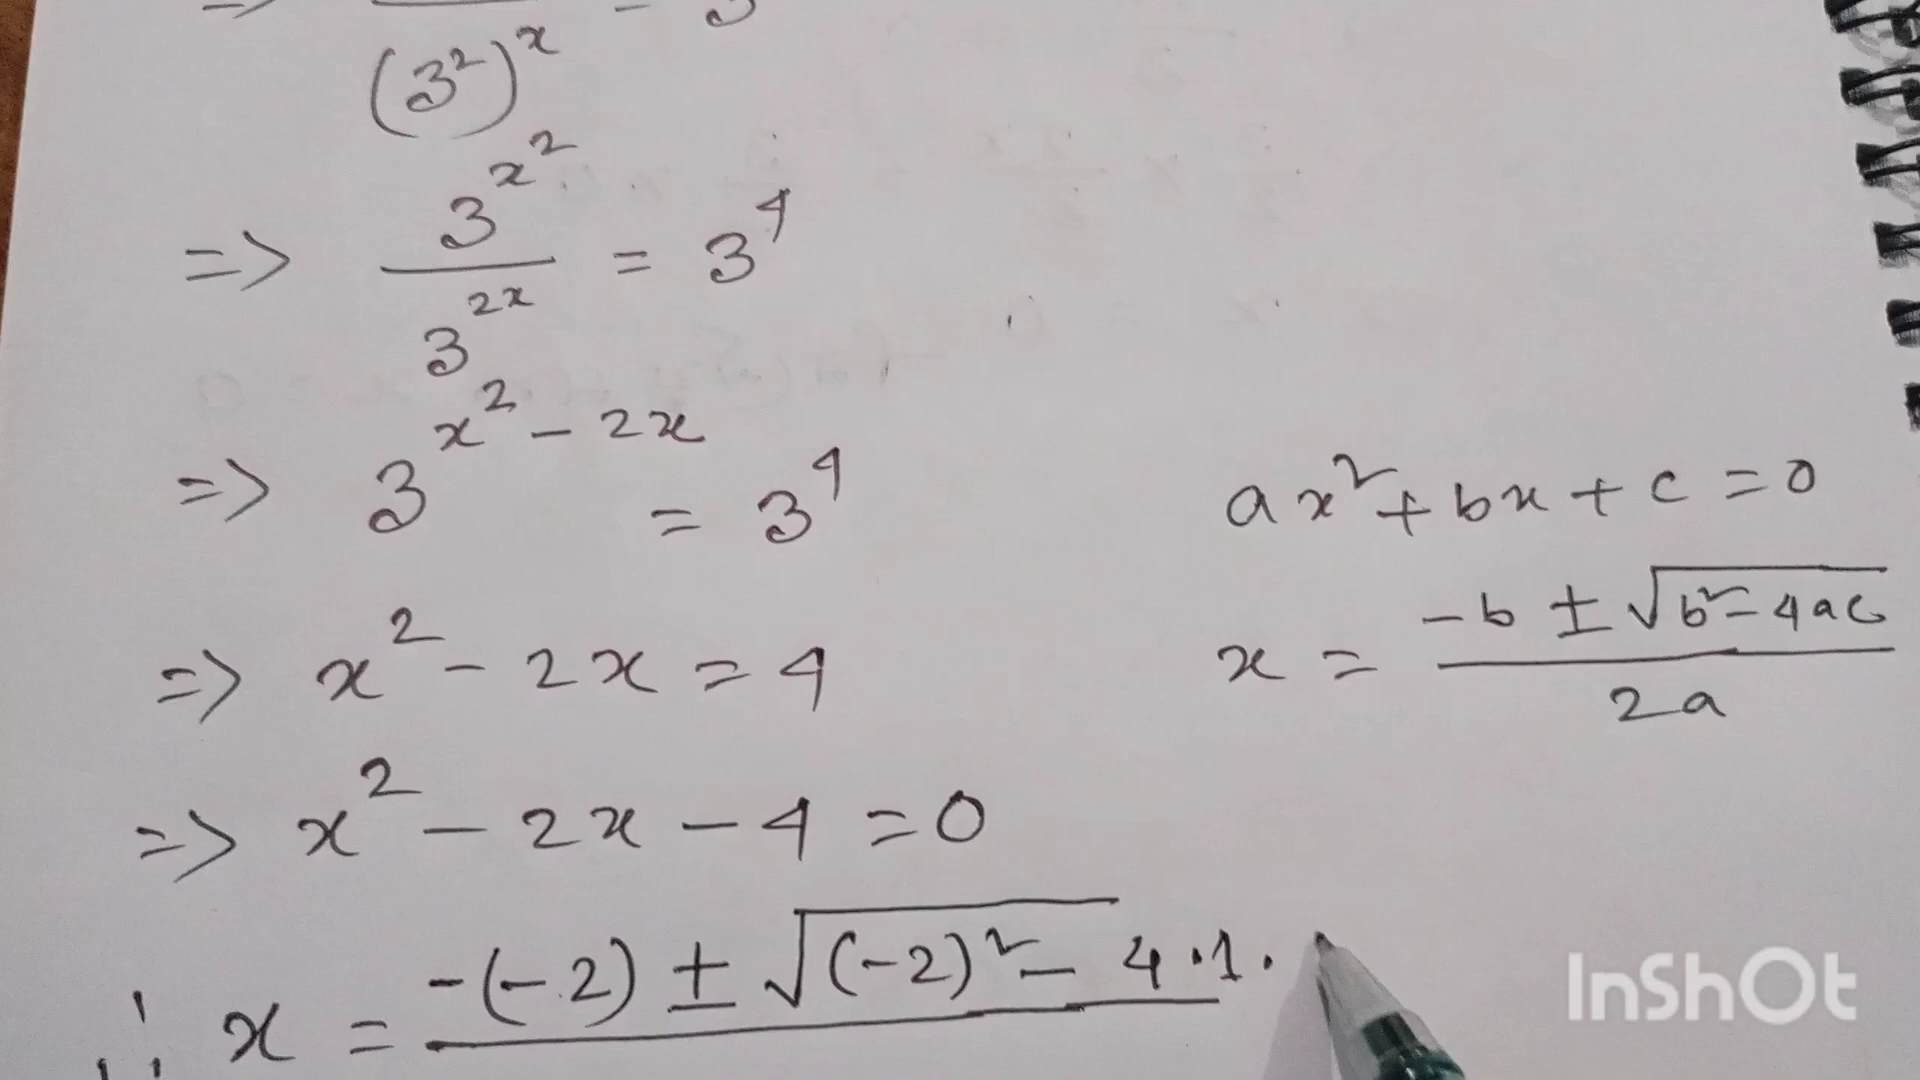 => ――― = 3
(3²)ˣ
=> 3^x² / 3^2x = 3^4
=> 3^x²-2x = 3^4
=> x² - 2x = 4
=> x² - 2x - 4 = 0
∴ x = -(-2) ± √(-2)² - 4·1·
ax² + bx + c = 0
x = -b ± √b² - 4ac / 2a
InShOt